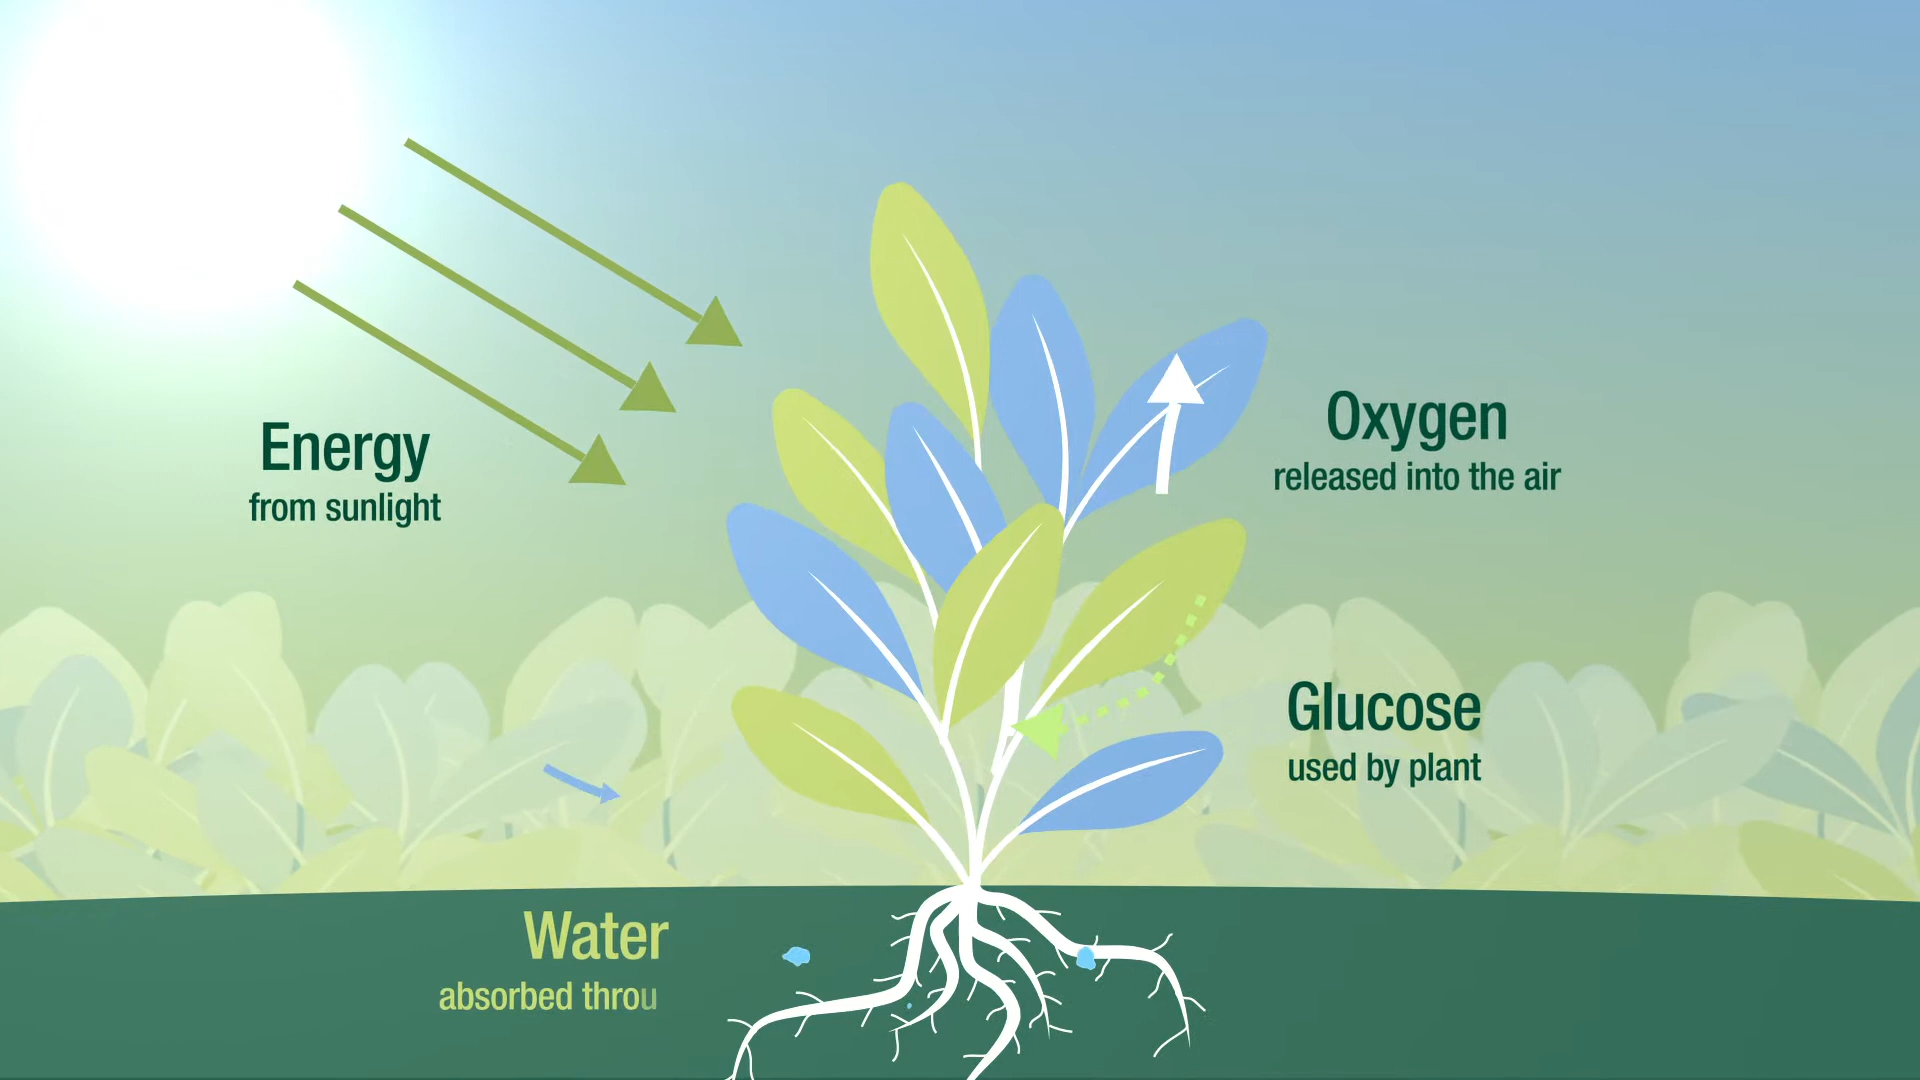 Energy
from sunlight
Oxygen
released into the air
Glucose
used by plant
Water
absorbed throu